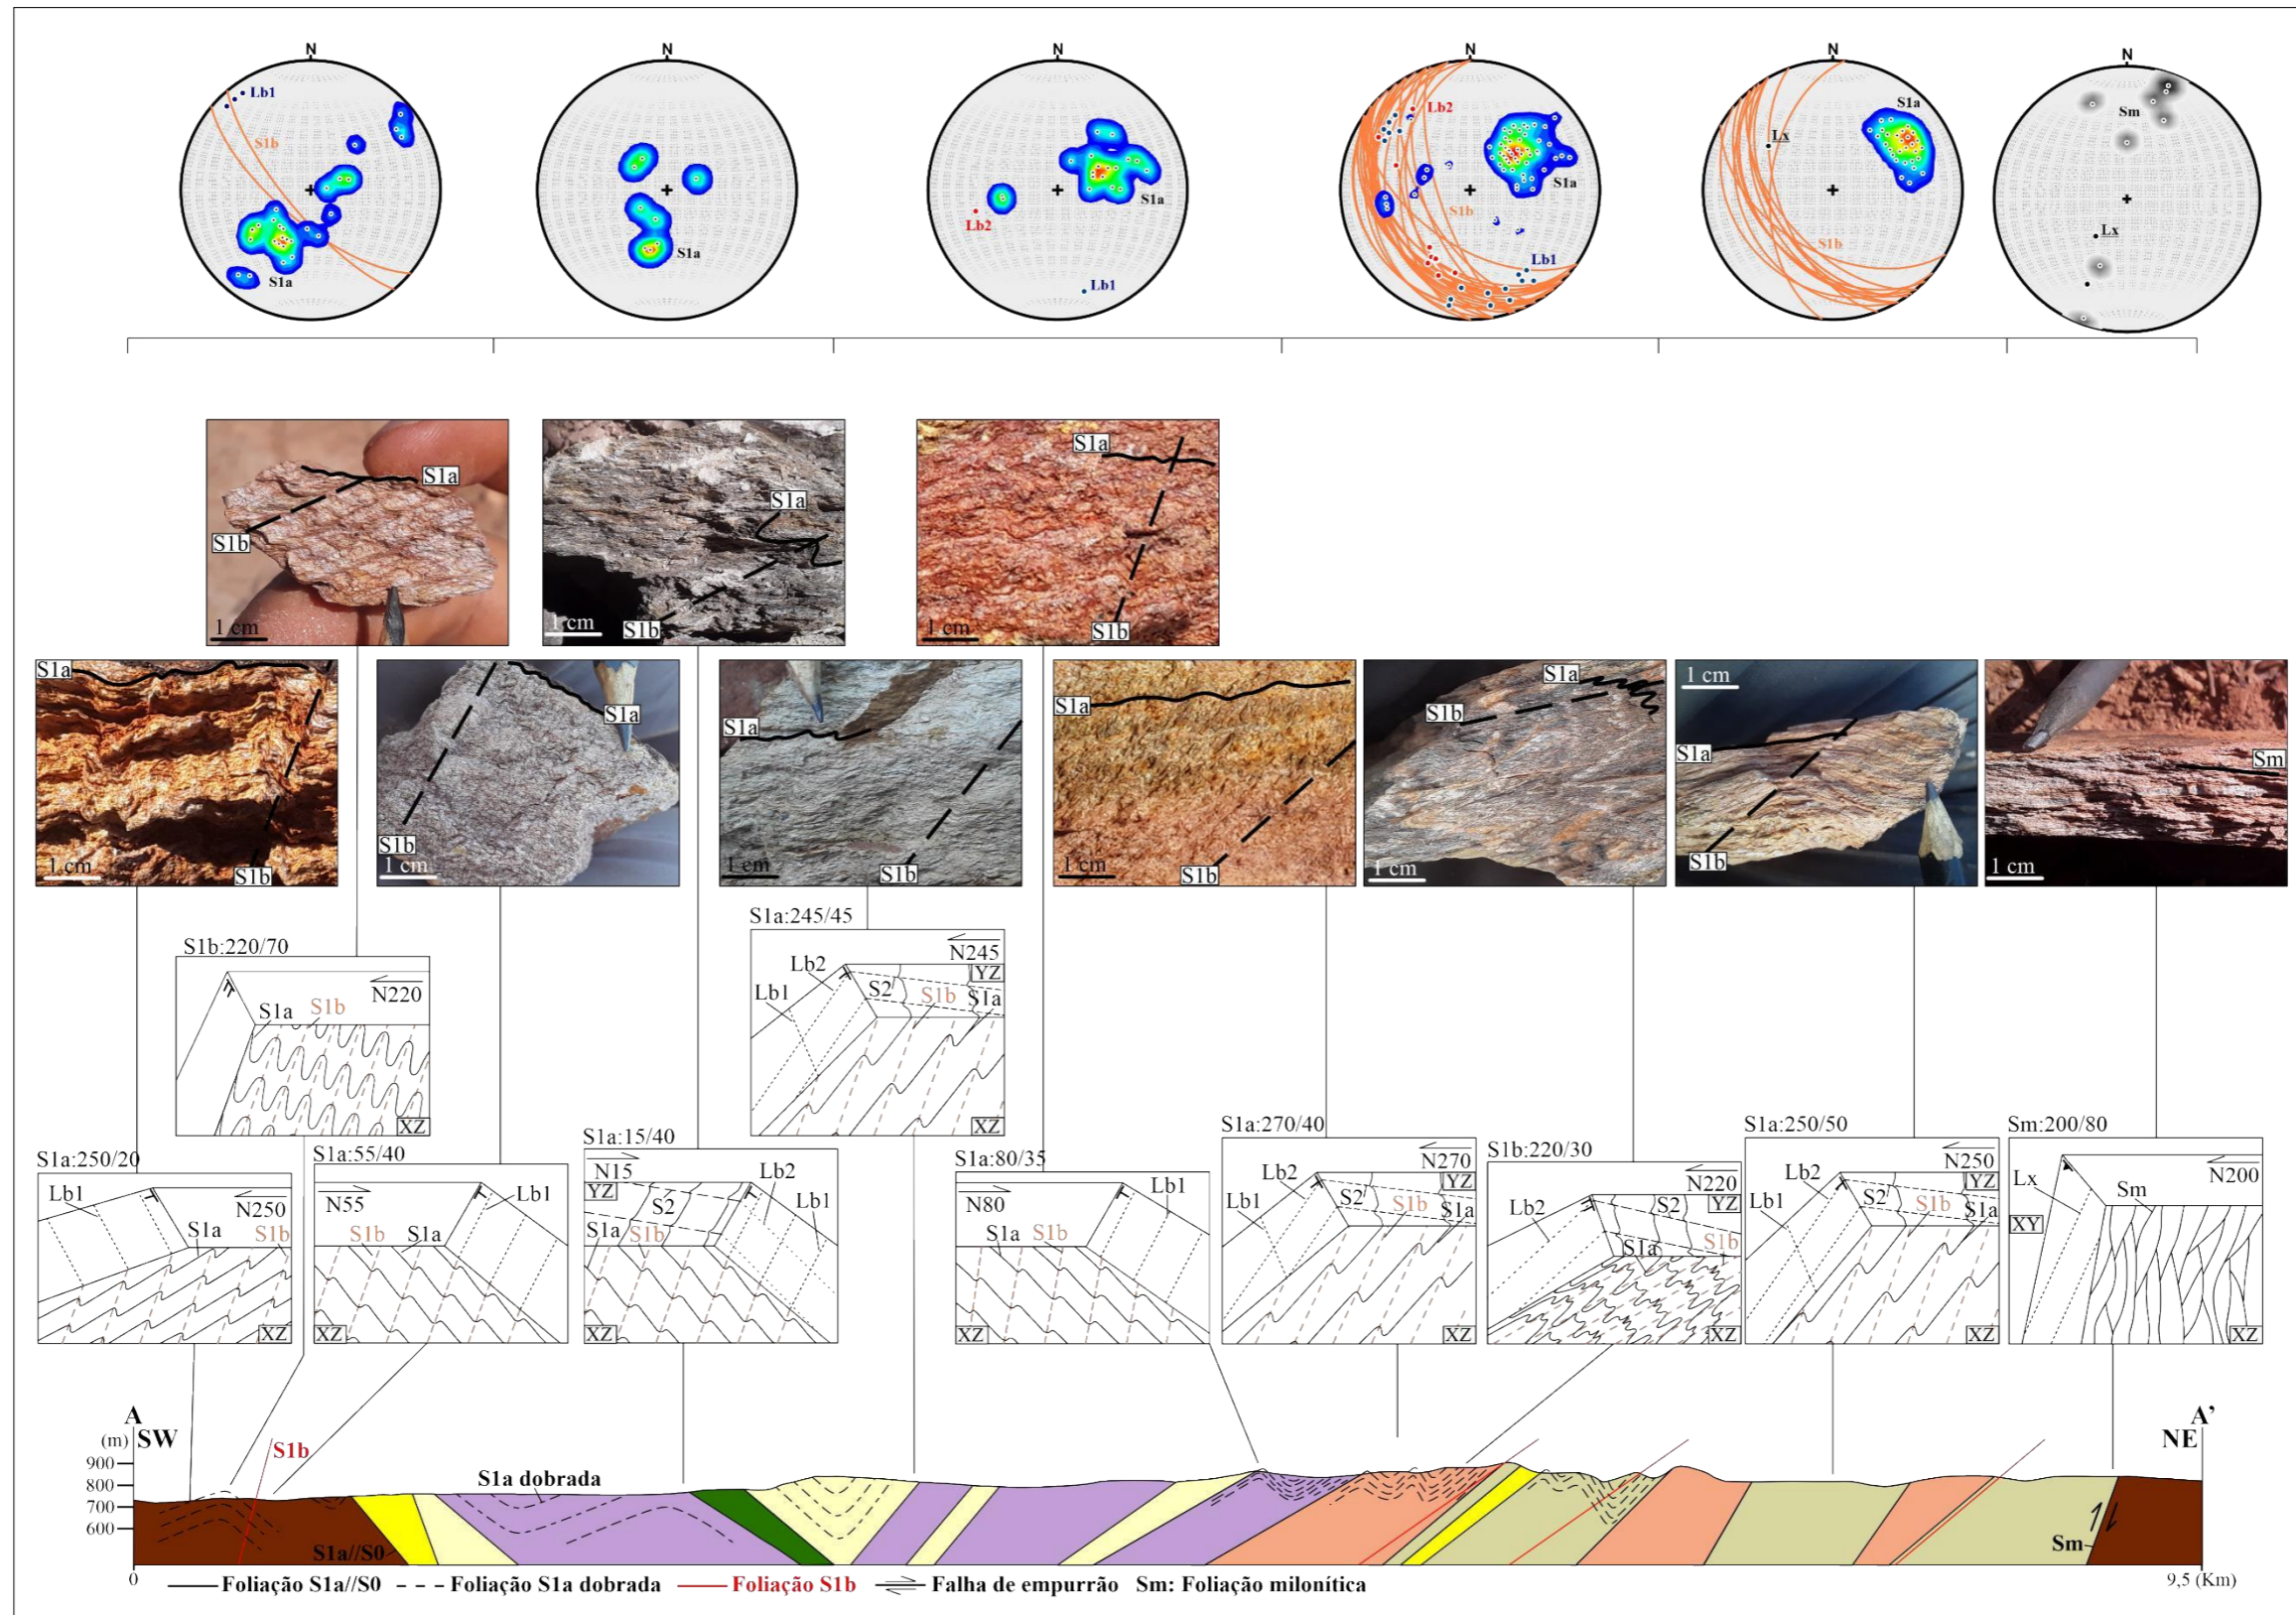 N N N N N N
Lb1 S1b S1a
S1a
S1a Lb2 Lb1
Lb2 S1a S1b Lb1
S1a Lx S1b
Sm Lx
S1a S1b 1 cm
S1a S1b 1 cm
S1a S1b 1 cm
S1a S1b 1 cm
S1a S1b 1 cm
S1a S1b 1 cm
S1a S1b 1 cm
S1a S1b 1 cm
1 cm S1a S1b
Sm 1 cm
S1b:220/70
N220
S1a S1b
XZ
S1a:245/45
N245
YZ
Lb2
Lb1
S2 S1b S1a
XZ
S1a:250/20
Lb1
N250
S1a S1b
XZ
S1a:55/40
N55
Lb1
S1b S1a
XZ
S1a:15/40
N15
YZ
Lb2
S2
Lb1
S1a S1b
XZ
S1a:80/35
N80
Lb1
S1a S1b
XZ
S1a:270/40
N270
YZ
Lb2
Lb1
S2 S1b S1a
XZ
S1b:220/30
N220
YZ
Lb2
S2
S1a S1b
XZ
S1a:250/50
N250
YZ
Lb2
Lb1
S2 S1b S1a
XZ
Sm:200/80
N200
Lx
Sm
XY
XZ
A A'
(m) SW NE
S1b
900
800
700
600
S1a dobrada
S1a//S0
Sm
0 9,5 (Km)
Foliação S1a//S0 Foliação S1a dobrada Foliação S1b Falha de empurrão Sm: Foliação milonítica